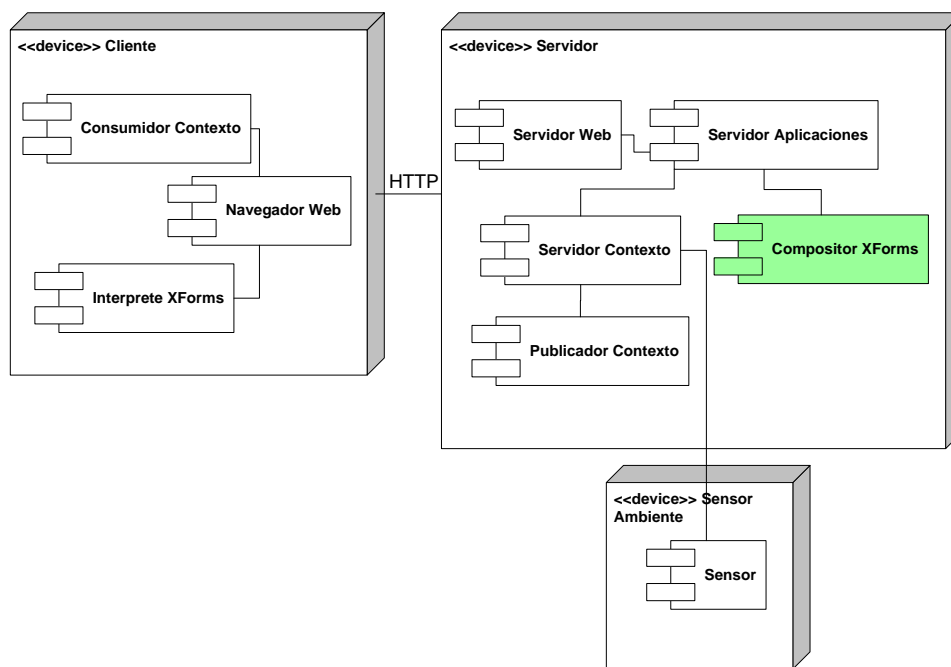 <<device>> Cliente
Consumidor Contexto
Navegador Web
Interprete XForms
HTTP
<<device>> Servidor
Servidor Web
Servidor Aplicaciones
Servidor Contexto
Compositor XForms
Publicador Contexto
<<device>> Sensor
Ambiente
Sensor